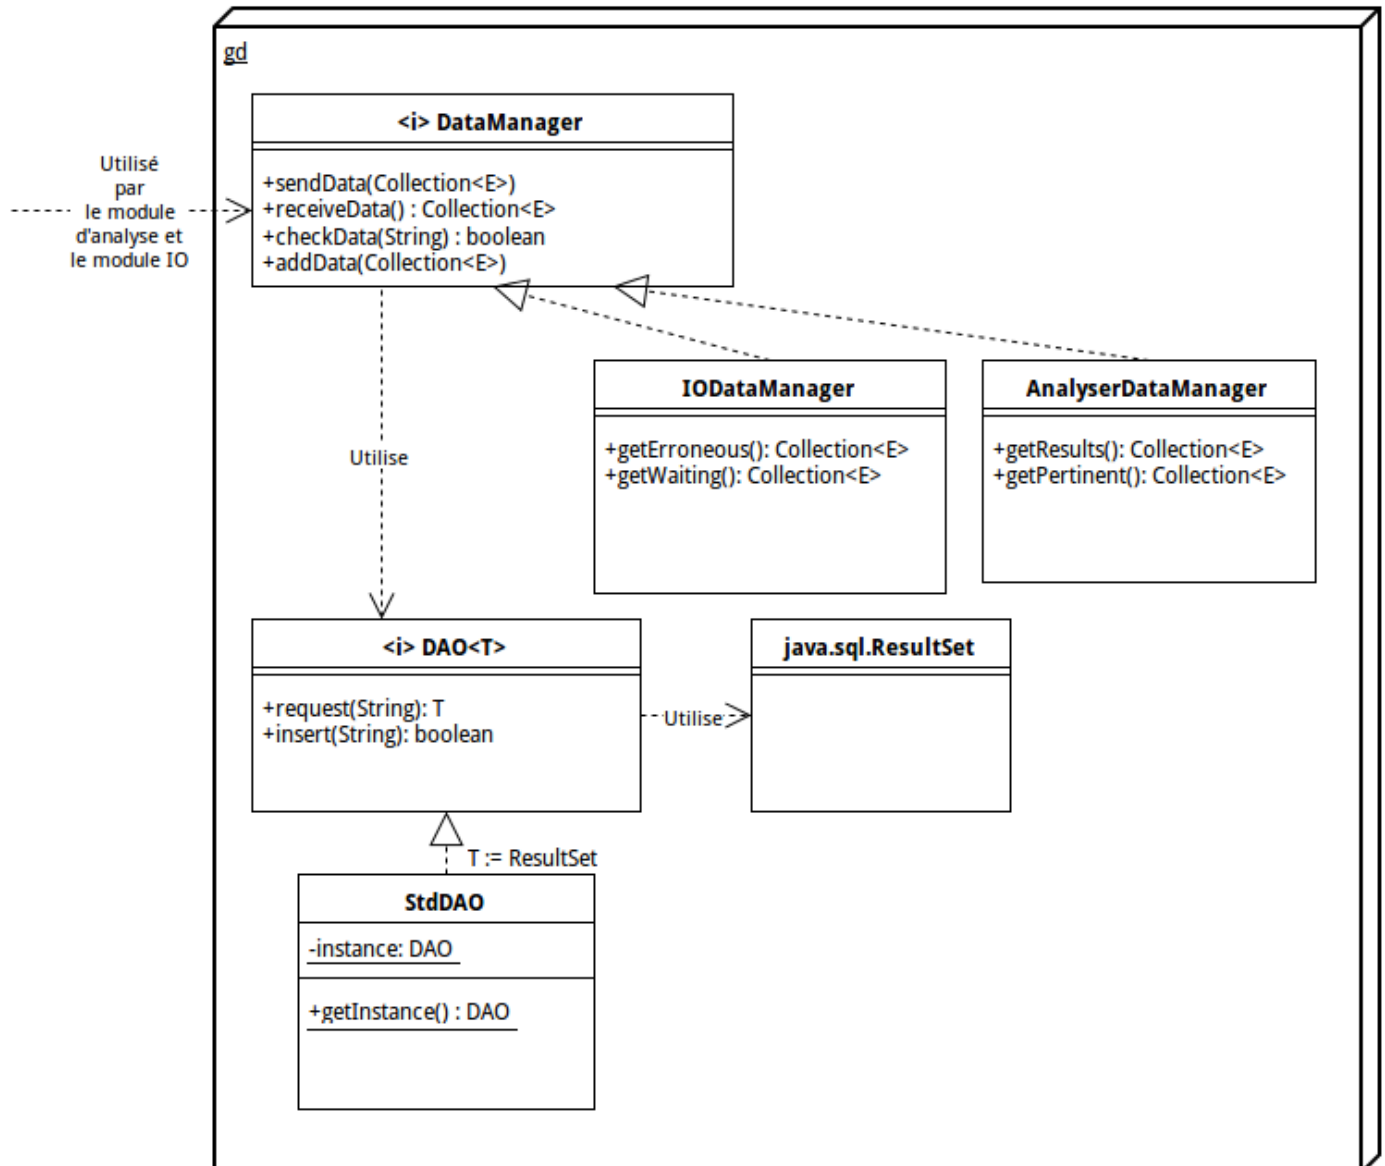 gd
<i> DataManager
+sendData(Collection<E>)
+receiveData() : Collection<E>
+checkData(String) : boolean
+addData(Collection<E>)
Utilisé
par
le module
d'analyse et
le module IO
IODataManager
+getErroneous(): Collection<E>
+getWaiting(): Collection<E>
AnalyserDataManager
+getResults(): Collection<E>
+getPertinent(): Collection<E>
Utilise
<i> DAO<T>
+request(String): T
+insert(String): boolean
Utilise
java.sql.ResultSet
T := ResultSet
StdDAO
-instance: DAO
+getInstance() : DAO